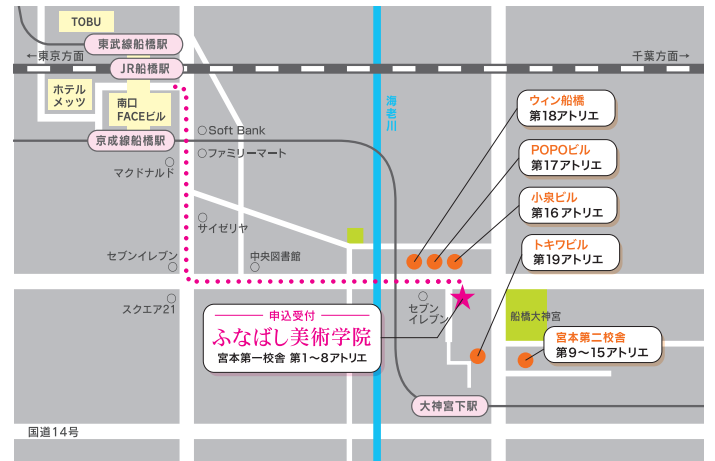 TOBU
東武線船橋駅
←東京方面
千葉方面→
JR船橋駅
ホテル
メッツ
南口
FACEビル
海老川
ウィン船橋
第18アトリエ
京成線船橋駅
Soft Bank
ファミリーマート
POPOビル
第17アトリエ
マクドナルド
小泉ビル
第16アトリエ
サイゼリヤ
トキワビル
第19アトリエ
セブンイレブン
中央図書館
スクエア21
セブン
イレブン
船橋大神宮
申込受付
ふなばし美術学院
宮本第一校舎 第1〜8アトリエ
宮本第二校舎
第9〜15アトリエ
大神宮下駅
国道14号